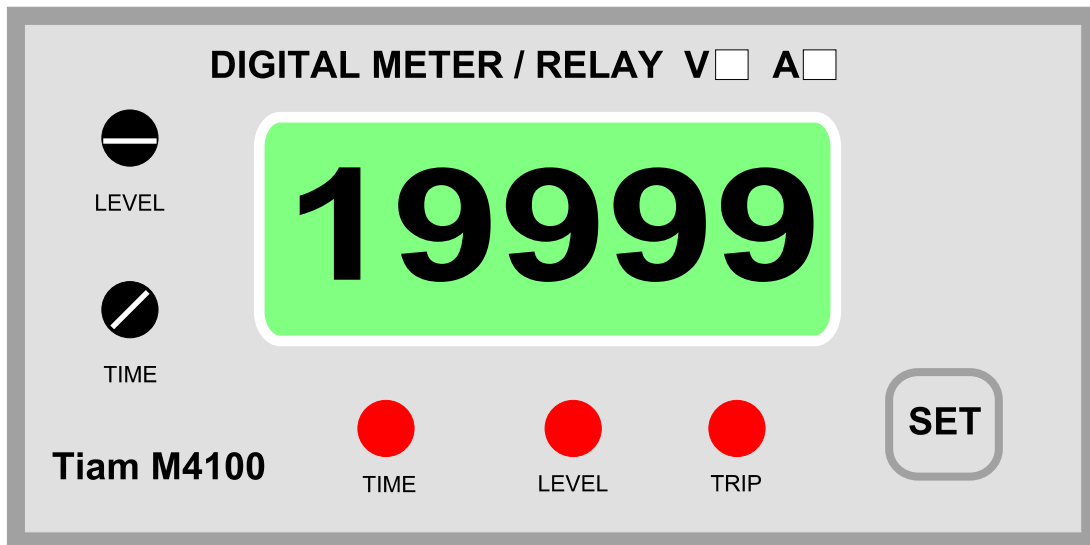 DIGITAL METER / RELAY V A
LEVEL
19999
TIME
SET
Tiam M4100
TIME LEVEL TRIP